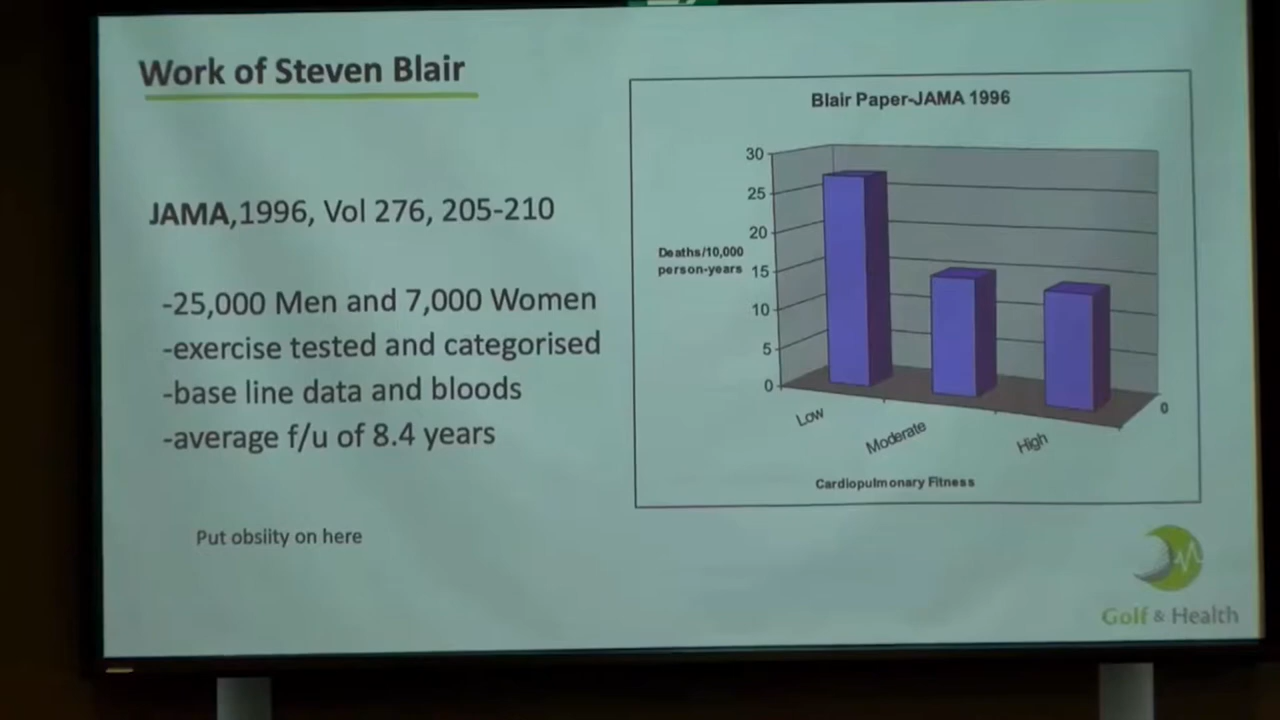 Work of Steven Blair
JAMA,1996, Vol 276, 205-210
-25,000 Men and 7,000 Women
-exercise tested and categorised
-base line data and bloods
-average f/u of 8.4 years
Put obsiity on here
Blair Paper-JAMA 1996
30
25
20
15
10
5
0
Deaths/10,000
person-years
Low
Moderate
High
0
Cardiopulmonary Fitness
Golf & Health